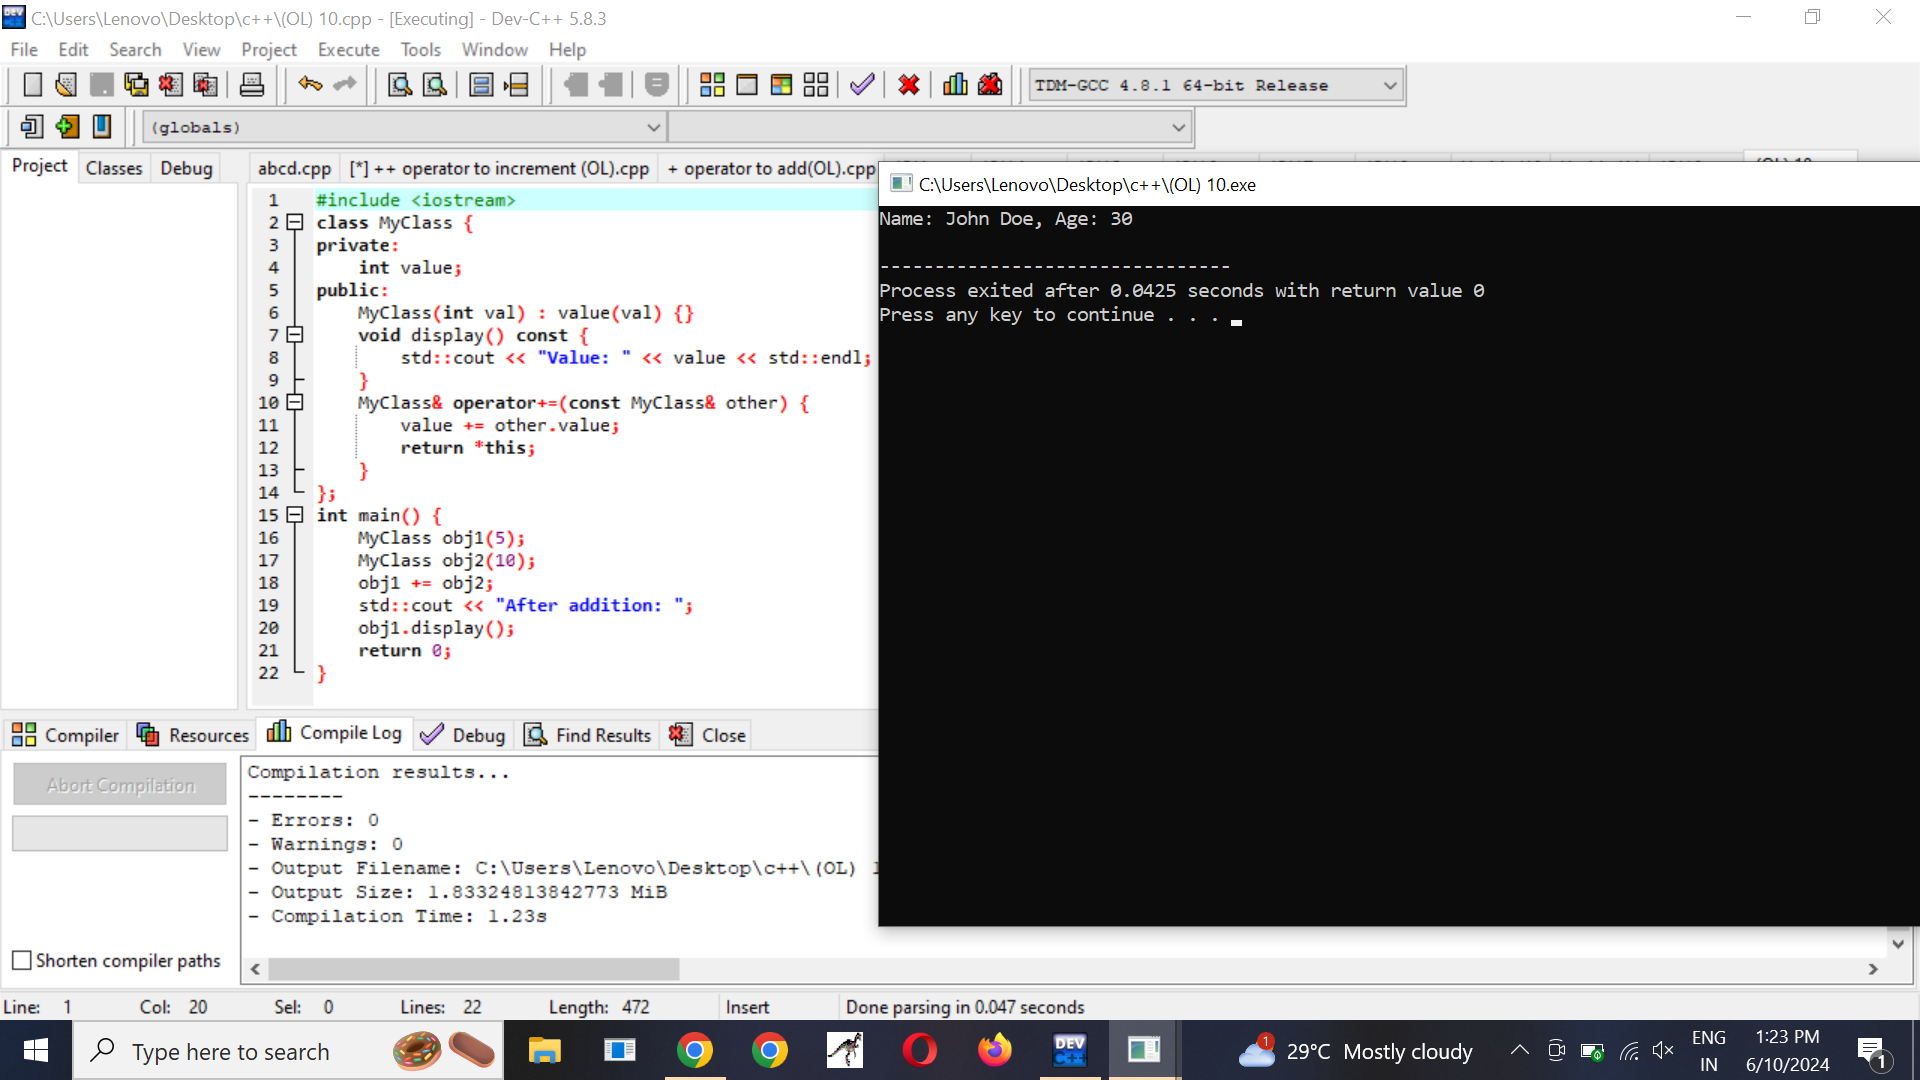 C:\Users\Lenovo\Desktop\c++\(OL) 10.cpp - [Executing] - Dev-C++ 5.8.3
File Edit Search View Project Execute Tools Window Help
TDM-GCC 4.8.1 64-bit Release
(globals)
Project Classes Debug
abcd.cpp [*] ++ operator to increment (OL).cpp + operator to add(OL).cpp
1 #include <iostream>
2 class MyClass {
3 private:
4 int value;
5 public:
6 MyClass(int val) : value(val) {}
7 void display() const {
8 std::cout << "Value: " << value << std::endl;
9 }
10 MyClass& operator+=(const MyClass& other) {
11 value += other.value;
12 return *this;
13 }
14 };
15 int main() {
16 MyClass obj1(5);
17 MyClass obj2(10);
18 obj1 += obj2;
19 std::cout << "After addition: ";
20 obj1.display();
21 return 0;
22 }
C:\Users\Lenovo\Desktop\c++\(OL) 10.exe
Name: John Doe, Age: 30
--------------------------------
Process exited after 0.0425 seconds with return value 0
Press any key to continue . . .
Compiler Resources Compile Log Debug Find Results Close
Abort Compilation
Shorten compiler paths
Compilation results...
--------
- Errors: 0
- Warnings: 0
- Output Filename: C:\Users\Lenovo\Desktop\c++\(OL)
- Output Size: 1.83324813842773 MiB
- Compilation Time: 1.23s
Line: 1 Col: 20 Sel: 0 Lines: 22 Length: 472 Insert Done parsing in 0.047 seconds
Type here to search
DEV C++
1
29°C Mostly cloudy
ENG
IN
1:23 PM
6/10/2024
1